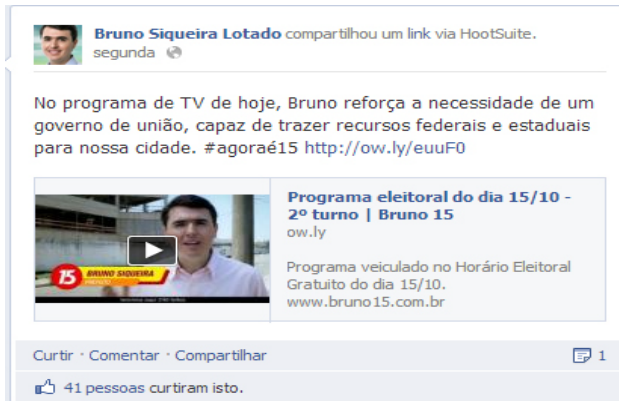 Bruno Siqueira Lotado compartilhou um link via HootSuite.
segunda
No programa de TV de hoje, Bruno reforça a necessidade de um
governo de união, capaz de trazer recursos federais e estaduais
para nossa cidade. #agoraé15 http://ow.ly/euuF0
Programa eleitoral do dia 15/10 -
2º turno | Bruno 15
ow.ly
Programa veiculado no Horário Eleitoral
Gratuito do dia 15/10.
www.bruno15.com.br
15 BRUNO SIQUEIRA
PREFEITO
Curtir · Comentar · Compartilhar 1
41 pessoas curtiram isto.